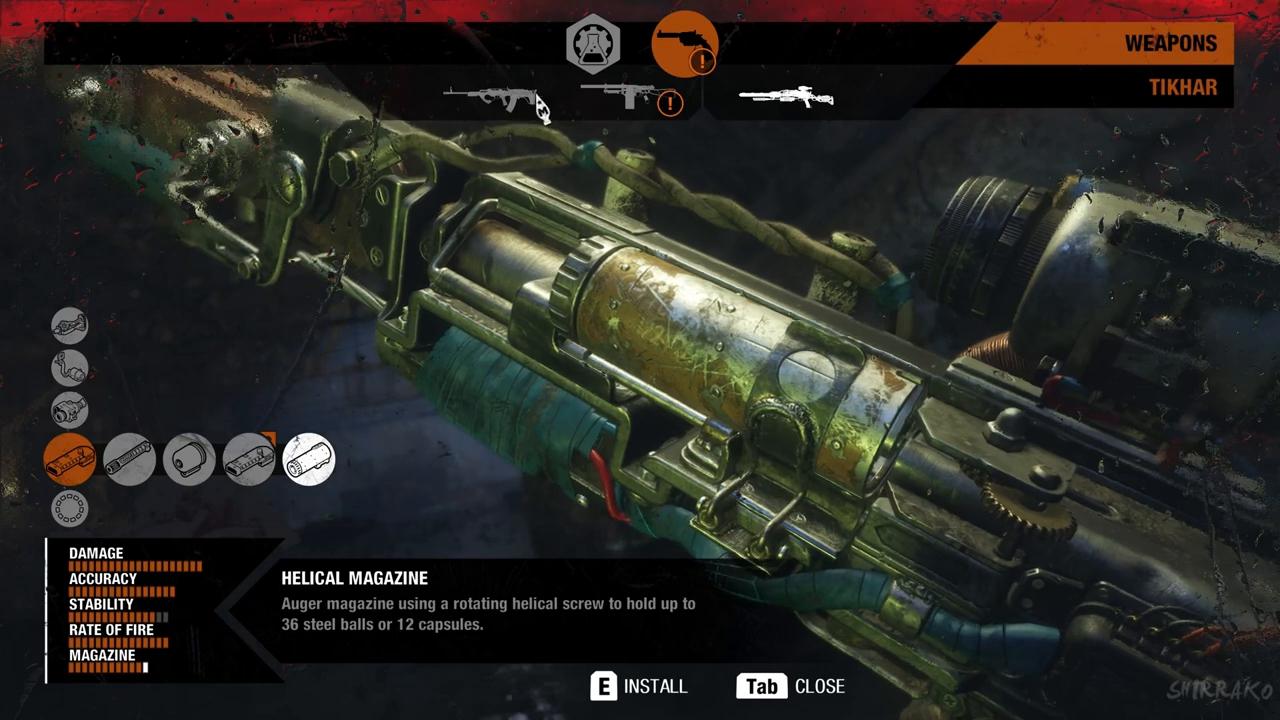 WEAPONS
TIKHAR
!
!
DAMAGE
ACCURACY
STABILITY
RATE OF FIRE
MAGAZINE
HELICAL MAGAZINE
Auger magazine using a rotating helical screw to hold up to
36 steel balls or 12 capsules.
E INSTALL Tab CLOSE
SHIRRAKO